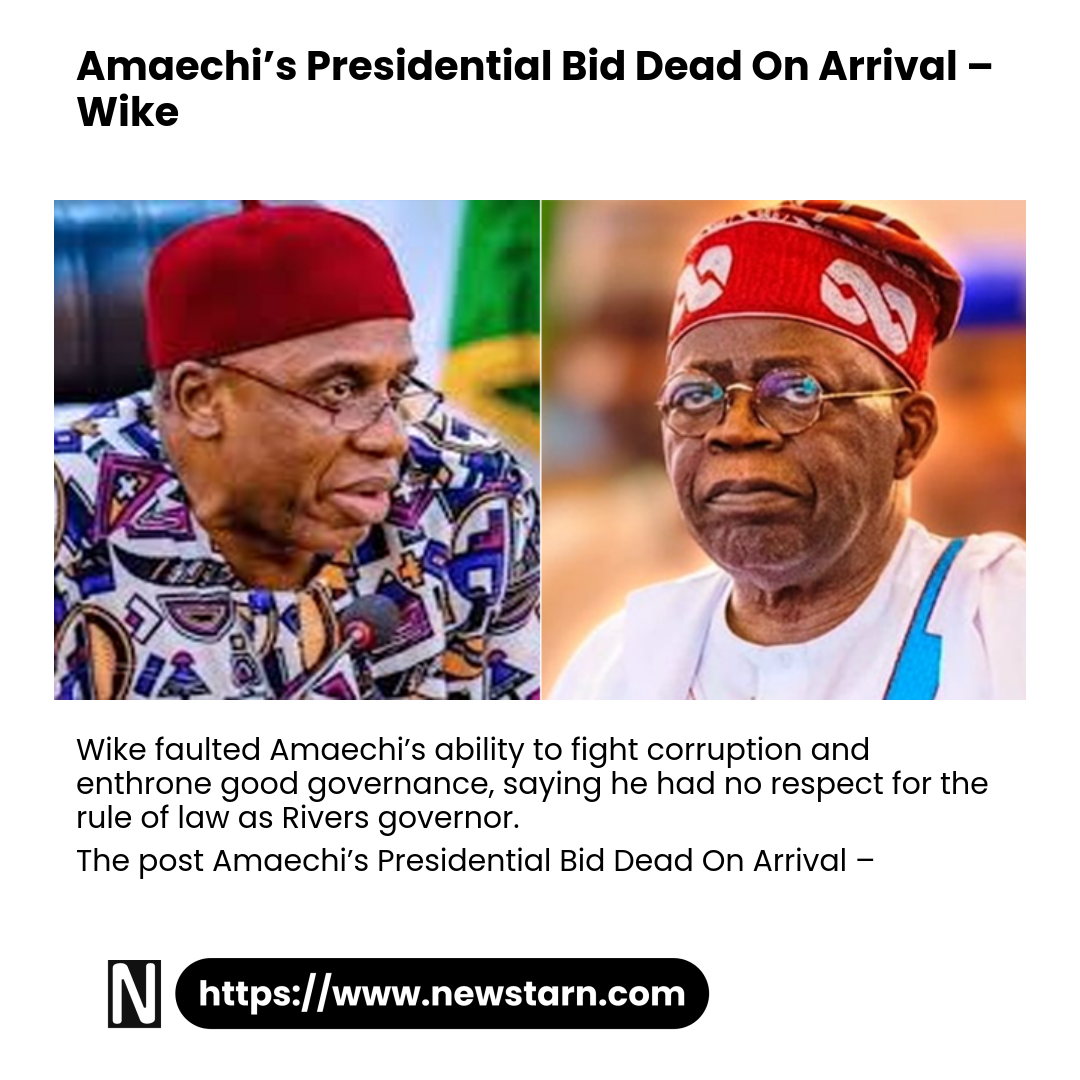 Amaechi’s Presidential Bid Dead On Arrival –
Wike
Wike faulted Amaechi’s ability to fight corruption and
enthrone good governance, saying he had no respect for the
rule of law as Rivers governor.
The post Amaechi’s Presidential Bid Dead On Arrival –
N
https://www.newstarn.com